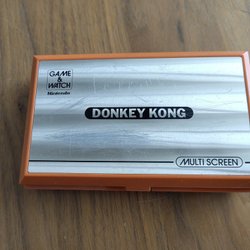 GAME &
WATCH
Nintendo
DONKEY KONG
MULTI SCREEN